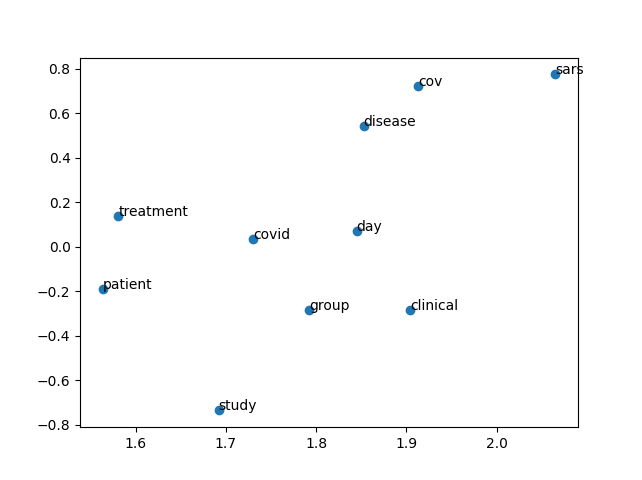 0.8
0.6
0.4
0.2
0.0
−0.2
−0.4
−0.6
−0.8
sars
cov
disease
treatment
day
covid
patient
group
clinical
study
1.6
1.7
1.8
1.9
2.0